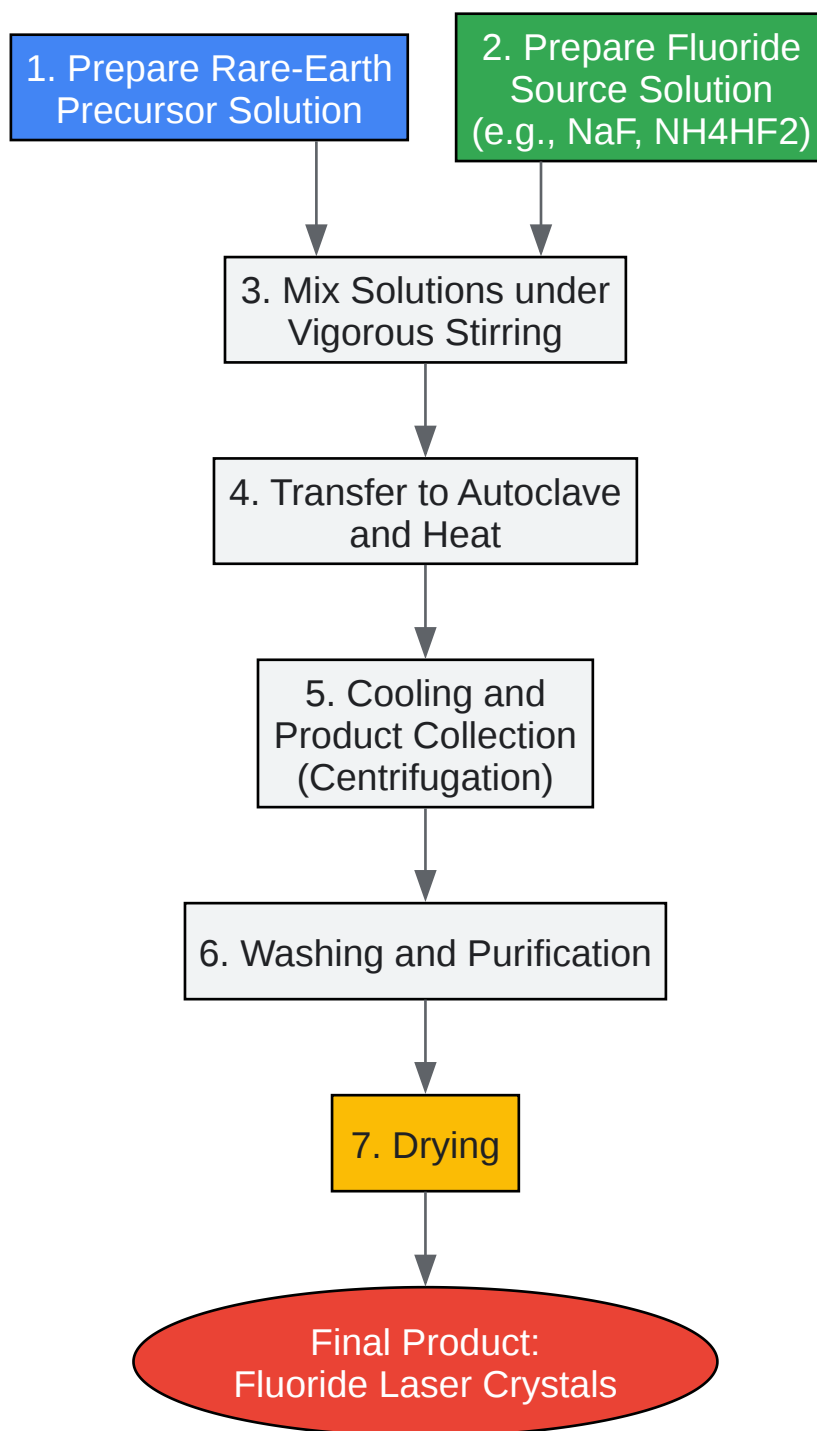 1. Prepare Rare-Earth
Precursor Solution
2. Prepare Fluoride
Source Solution
(e.g., NaF, NH4HF2)
3. Mix Solutions under
Vigorous Stirring
4. Transfer to Autoclave
and Heat
5. Cooling and
Product Collection
(Centrifugation)
6. Washing and Purification
7. Drying
Final Product:
Fluoride Laser Crystals